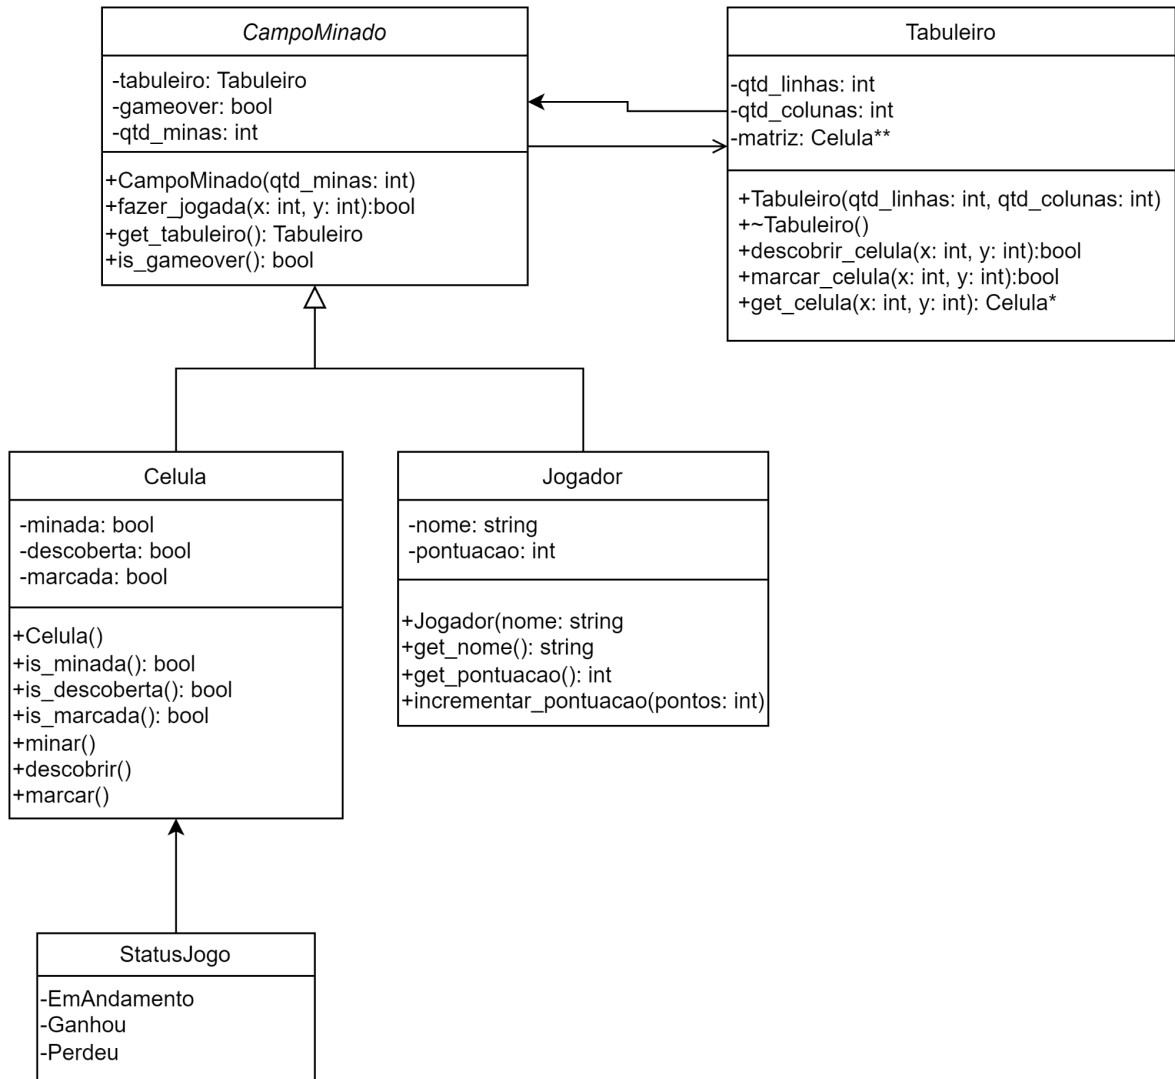 CampoMinado
-tabuleiro: Tabuleiro
-gameover: bool
-qtd_minas: int
+CampoMinado(qtd_minas: int)
+fazer_jogada(x: int, y: int):bool
+get_tabuleiro(): Tabuleiro
+is_gameover(): bool
Tabuleiro
-qtd_linhas: int
-qtd_colunas: int
-matriz: Celula**
+Tabuleiro(qtd_linhas: int, qtd_colunas: int)
+~Tabuleiro()
+descobrir_celula(x: int, y: int):bool
+marcar_celula(x: int, y: int):bool
+get_celula(x: int, y: int): Celula*
Celula
-minada: bool
-descoberta: bool
-marcada: bool
+Celula()
+is_minada(): bool
+is_descoberta(): bool
+is_marcada(): bool
+minar()
+descobrir()
+marcar()
Jogador
-nome: string
-pontuacao: int
+Jogador(nome: string
+get_nome(): string
+get_pontuacao(): int
+incrementar_pontuacao(pontos: int)
StatusJogo
-EmAndamento
-Ganhou
-Perdeu